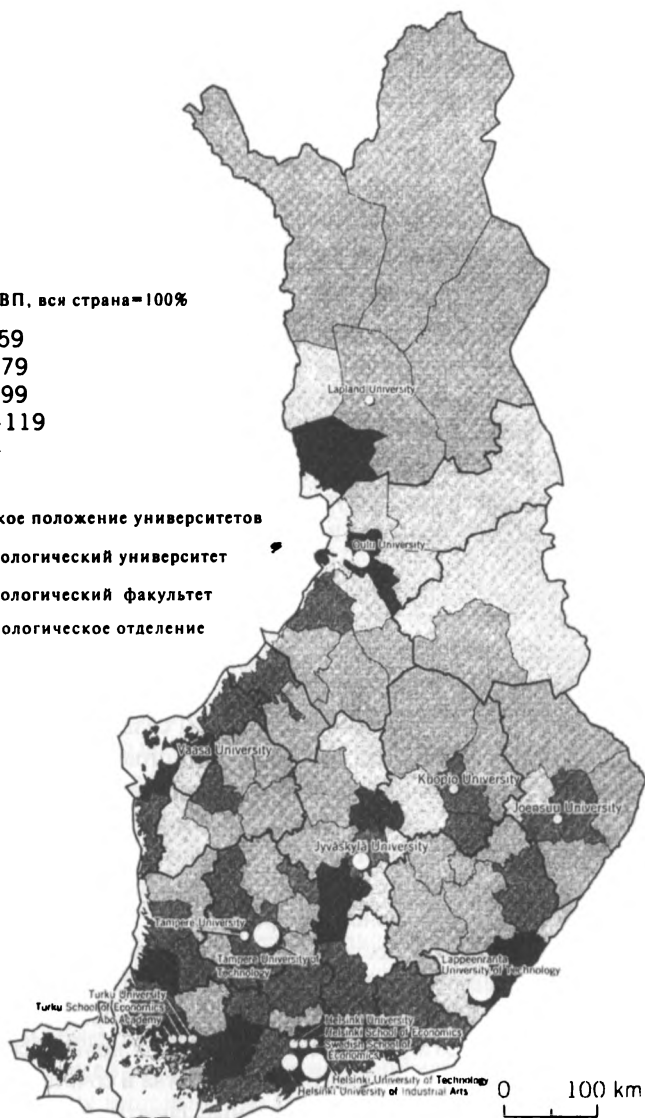 ВП, вся страна=100%
59
79
99
-119
кое положение университетов
ологический университет
ологический факультет
ологическое отделение
Lapland University
Oulu University
Vaasa University
Kuopio University
Joensuu University
Jyväskylä University
Tampere University
Tampere University of
Technology
Lappeenranta
University of Technology
Turku University
Turku School of Economics
Abo Academy
Helsinki University
Helsinki School of Economics
Swedish School of
Economics
Helsinki University of Technology
Helsinki University of Industrial Arts
0 100 km